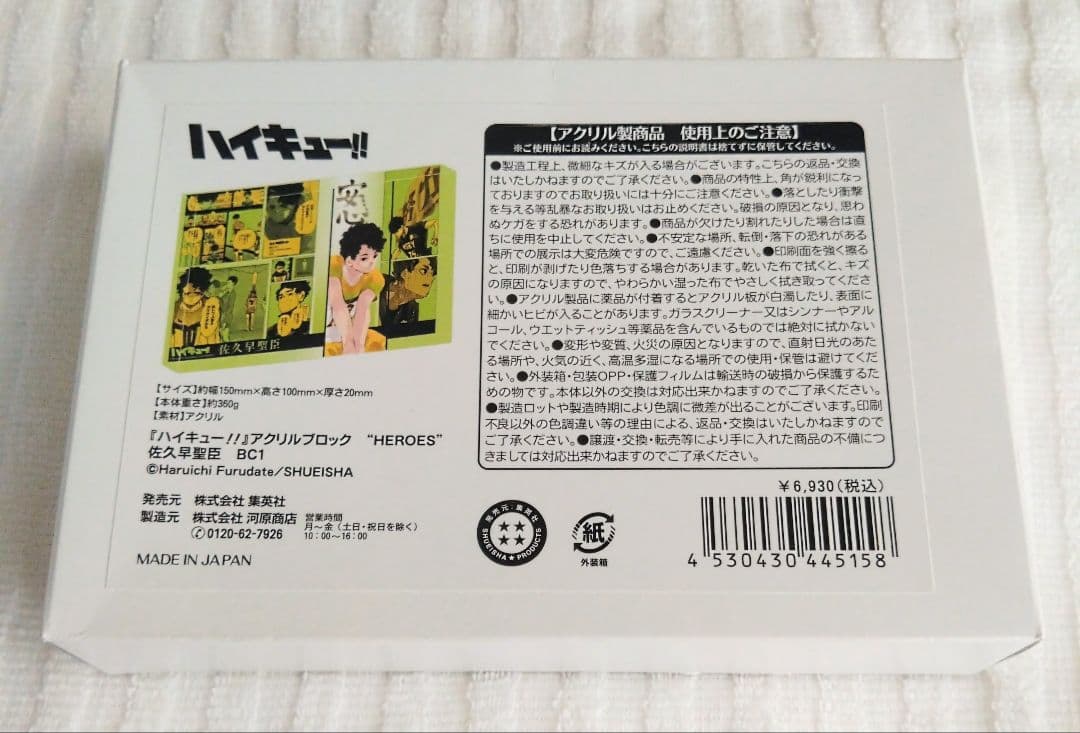 ハイキュー!!
安心
ハイキュー!!
佐久早聖臣
【サイズ】約幅150mm×高さ100mm×厚さ20mm
【本体重さ】約360g
【素材】アクリル
『ハイキュー!!』アクリルブロック “HEROES”
佐久早聖臣 BC1
©Haruichi Furudate/SHUEISHA
発売元 株式会社 集英社
製造元 株式会社 河原商店 営業時間
月～金(土日・祝日を除く)
0120-62-7926 10:00～16:00
MADE IN JAPAN
【アクリル製商品 使用上のご注意】
※ご使用前にお読みください。こちらの説明書は捨てずに保管してください。
●製造工程上、微細なキズが入る場合がございます。こちらの返品・交換
はいたしかねますのでご了承ください。●商品の特性上、角が鋭利になっ
ておりますのでお取り扱いには十分にご注意ください。●落としたり衝撃
を与える等乱暴なお取り扱いはお止めください。破損の原因となり、思わ
ぬケガをする恐れがあります。●商品が欠けたり割れたりした場合は直
ちに使用を中止してください。●不安定な場所、転倒・落下の恐れがある
場所での展示は大変危険ですので、ご遠慮ください。●印刷面を強く擦る
と、印刷が剥げたり色落ちする場合があります。乾いた布で拭くと、キズ
の原因になりますので、やわらかい湿った布でやさしく拭き取ってくださ
い。●アクリル製品に薬品が付着するとアクリル板が白濁したり、表面に
細かいヒビが入ることがあります。ガラスクリーナー又はシンナーやアル
コール、ウエットティッシュ等薬品を含んでいるものでは絶対に拭かない
でください。●変形や変質、火災の原因となりますので、直射日光のあた
る場所や、火気の近く、高温多湿になる場所での使用・保管は避けてくだ
さい。●外装箱・包装OPP・保護フィルムは輸送時の破損から保護するた
めの物です。本体以外の交換は対応出来かねますのでご了承ください。
●製造ロットや製造時期により色調に微差が出ることがございます。印刷
不良以外の色調違い等の理由による、返品・交換はいたしかねますので
ご了承ください。●譲渡・交換・転売等により手に入れた商品の不備につ
きましては対応出来かねますのでご了承ください。
¥6,930(税込)
発売元:集英社
SHUEISHA★PRODUCTS
紙
外装箱
4 530430 445158